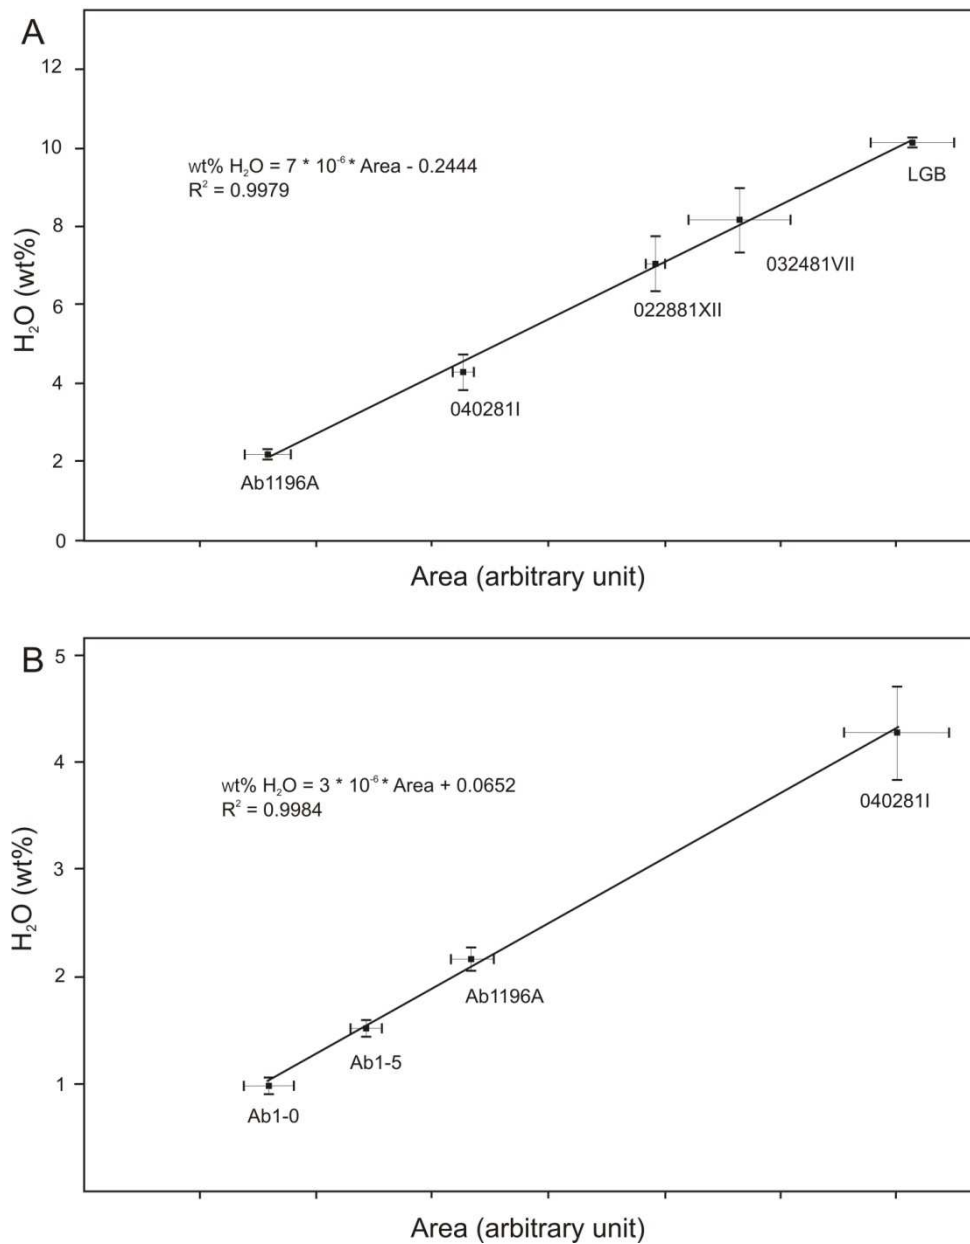 A
12
10
8
6
4
2
0
H₂O (wt%)
wt% H₂O = 7 * 10⁻⁶ * Area - 0.2444
R² = 0.9979
LGB
032481VII
022881XII
040281I
Ab1196A
Area (arbitrary unit)
B
5
4
3
2
1
H₂O (wt%)
wt% H₂O = 3 * 10⁻⁶ * Area + 0.0652
R² = 0.9984
040281I
Ab1196A
Ab1-5
Ab1-0
Area (arbitrary unit)